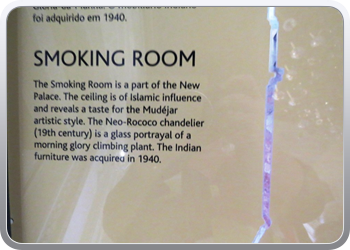 foi adquirido em 1940.
SMOKING ROOM
The Smoking Room is a part of the New
Palace. The ceiling is of Islamic influence
and reveals a taste for the Mudéjar
artistic style. The Neo-Rococo chandelier
(19th century) is a glass portrayal of a
morning glory climbing plant. The Indian
furniture was acquired in 1940.